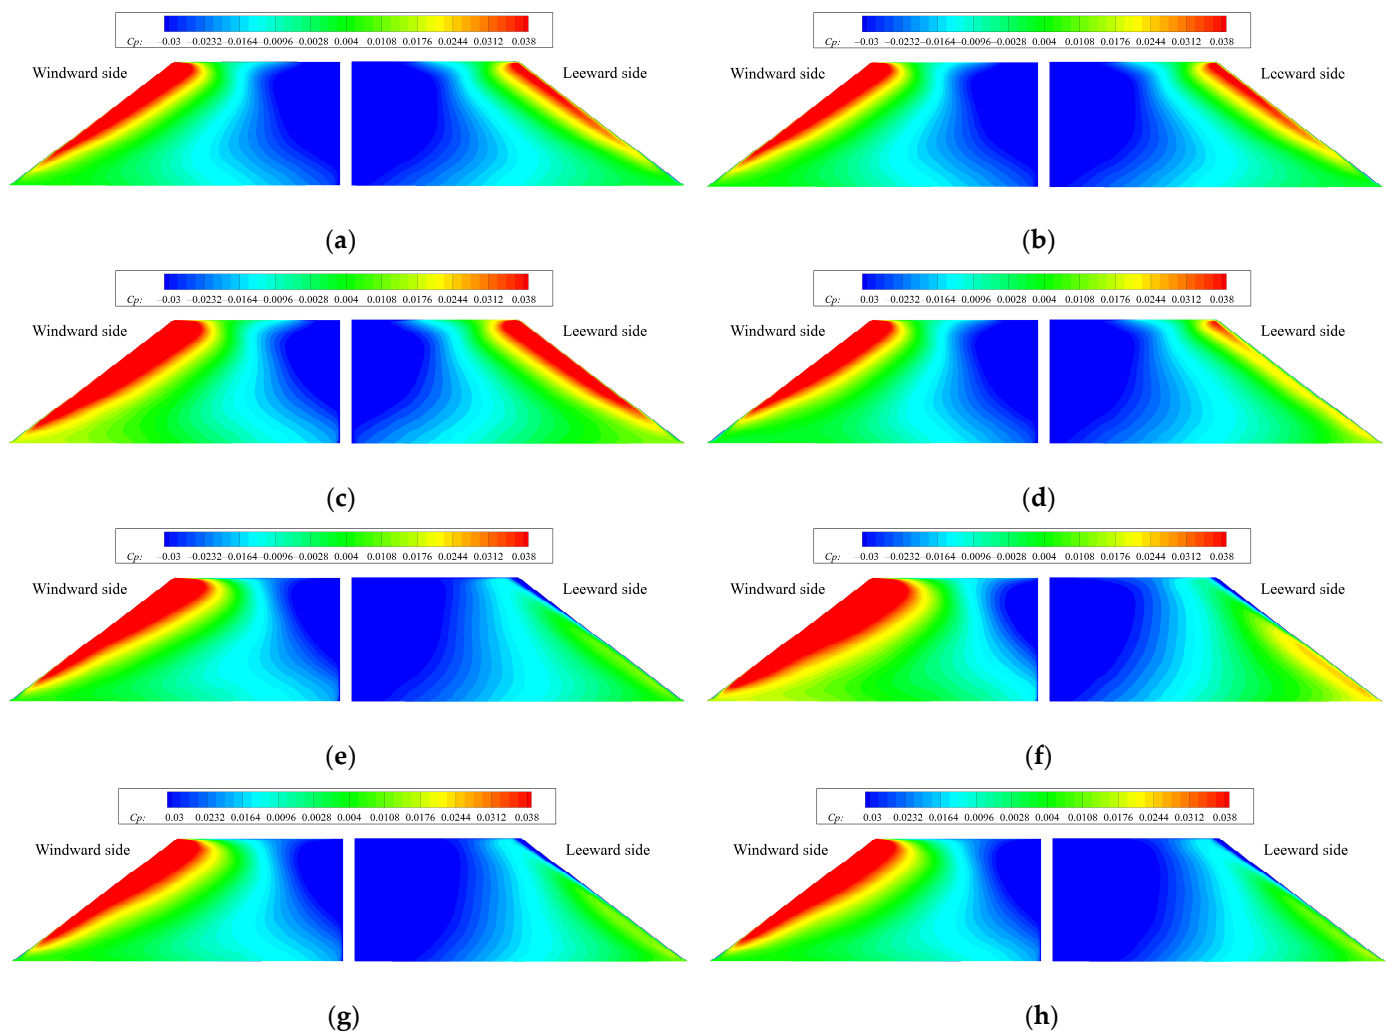 Cp: −0.03 −0.0232 −0.0164 −0.0096 −0.0028 0.004 0.0108 0.0176 0.0244 0.0312 0.038
Windward side Leeward side
(a)
Cp: −0.03 −0.0232 −0.0164 −0.0096 −0.0028 0.004 0.0108 0.0176 0.0244 0.0312 0.038
Windward side Leeward side
(b)
Cp: −0.03 −0.0232 −0.0164 −0.0096 −0.0028 0.004 0.0108 0.0176 0.0244 0.0312 0.038
Windward side Leeward side
(c)
Cp: −0.03 −0.0232 −0.0164 −0.0096 −0.0028 0.004 0.0108 0.0176 0.0244 0.0312 0.038
Windward side Leeward side
(d)
Cp: −0.03 −0.0232 −0.0164 −0.0096 −0.0028 0.004 0.0108 0.0176 0.0244 0.0312 0.038
Windward side Leeward side
(e)
Cp: −0.03 −0.0232 −0.0164 −0.0096 −0.0028 0.004 0.0108 0.0176 0.0244 0.0312 0.038
Windward side Leeward side
(f)
Cp: −0.03 −0.0232 −0.0164 −0.0096 −0.0028 0.004 0.0108 0.0176 0.0244 0.0312 0.038
Windward side Leeward side
(g)
Cp: −0.03 −0.0232 −0.0164 −0.0096 −0.0028 0.004 0.0108 0.0176 0.0244 0.0312 0.038
Windward side Leeward side
(h)